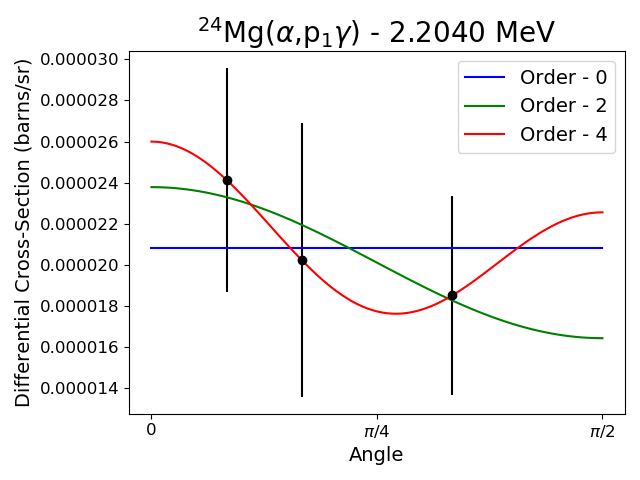 ²⁴Mg(α,p₁γ) - 2.2040 MeV
Differential Cross-Section (barns/sr)
0.000030
0.000028
0.000026
0.000024
0.000022
0.000020
0.000018
0.000016
0.000014
Order - 0
Order - 2
Order - 4
0
π/4
π/2
Angle